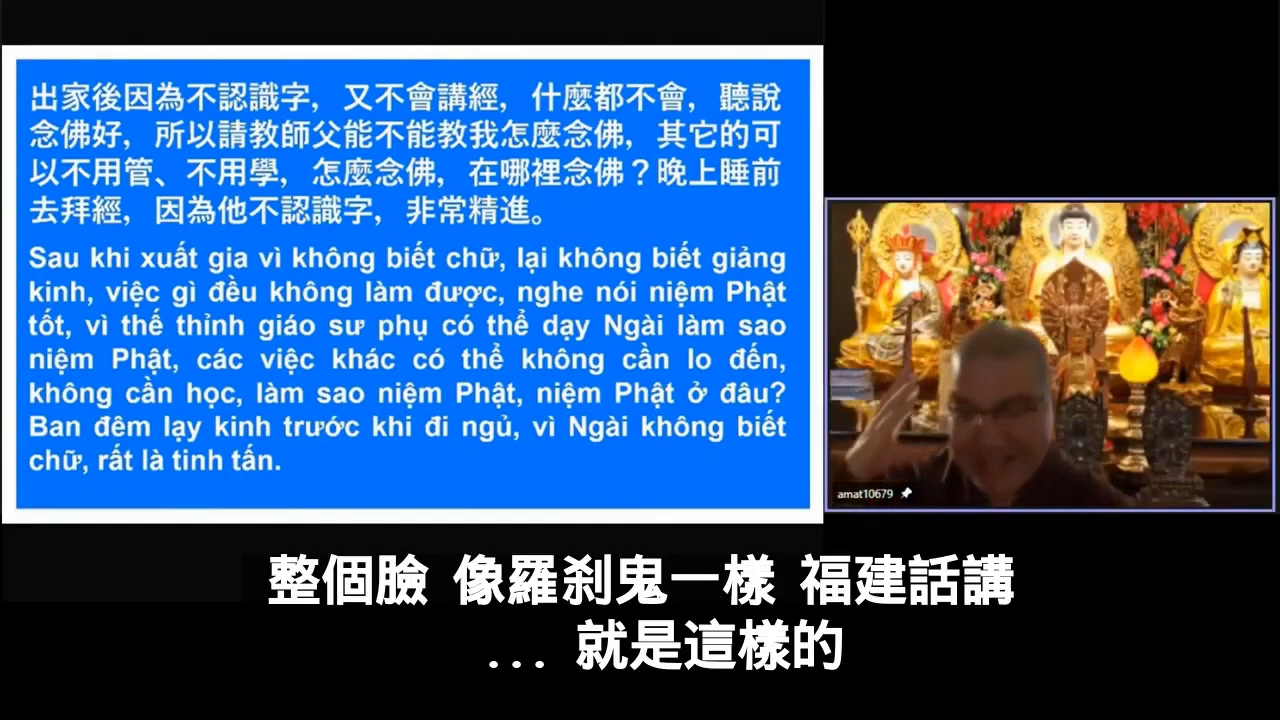 出家後因為不認識字，又不會講經，什麼都不會，聽說
念佛好，所以請教師父能不能教我怎麼念佛，其它的可
以不用管、不用學，怎麼念佛，在哪裡念佛？晚上睡前
去拜經，因為他不認識字，非常精進。
Sau khi xuất gia vì không biết chữ, lại không biết giảng
kinh, việc gì đều không làm được, nghe nói niệm Phật
tốt, vì thế thỉnh giáo sư phụ có thể dạy Ngài làm sao
niệm Phật, các việc khác có thể không cần lo đến,
không cần học, làm sao niệm Phật, niệm Phật ở đâu?
Ban đêm lạy kinh trước khi đi ngủ, vì Ngài không biết
chữ, rất là tinh tấn.
amat10679
整個臉 像羅刹鬼一樣 福建話講
... 就是這樣的